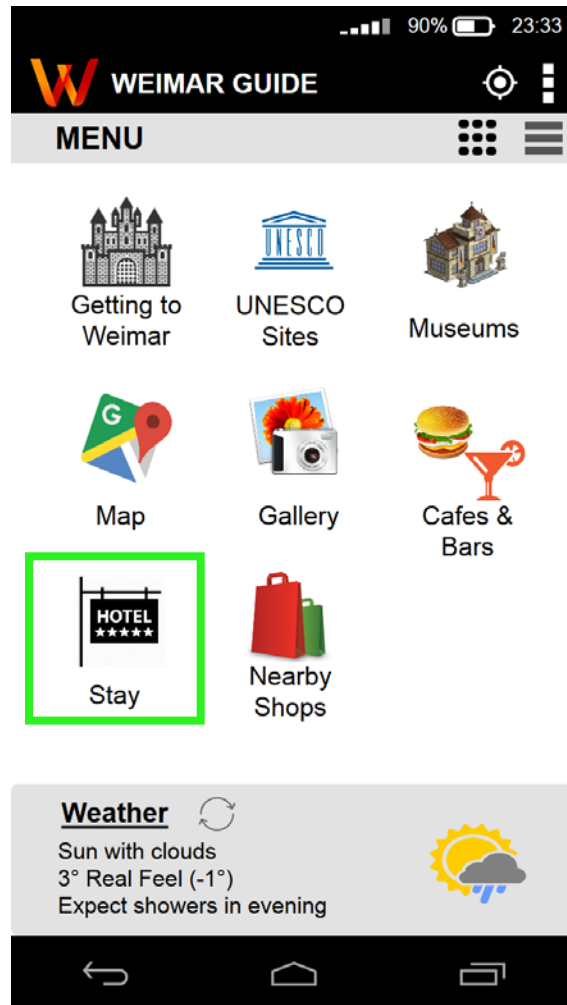 90% 23:33
WEIMAR GUIDE
MENU
UNESCO
Getting to
Weimar
UNESCO
Sites
Museums
G
Map
Gallery
Cafes &
Bars
HOTEL
★★★★★
Stay
Nearby
Shops
Weather
Sun with clouds
3° Real Feel (-1°)
Expect showers in evening